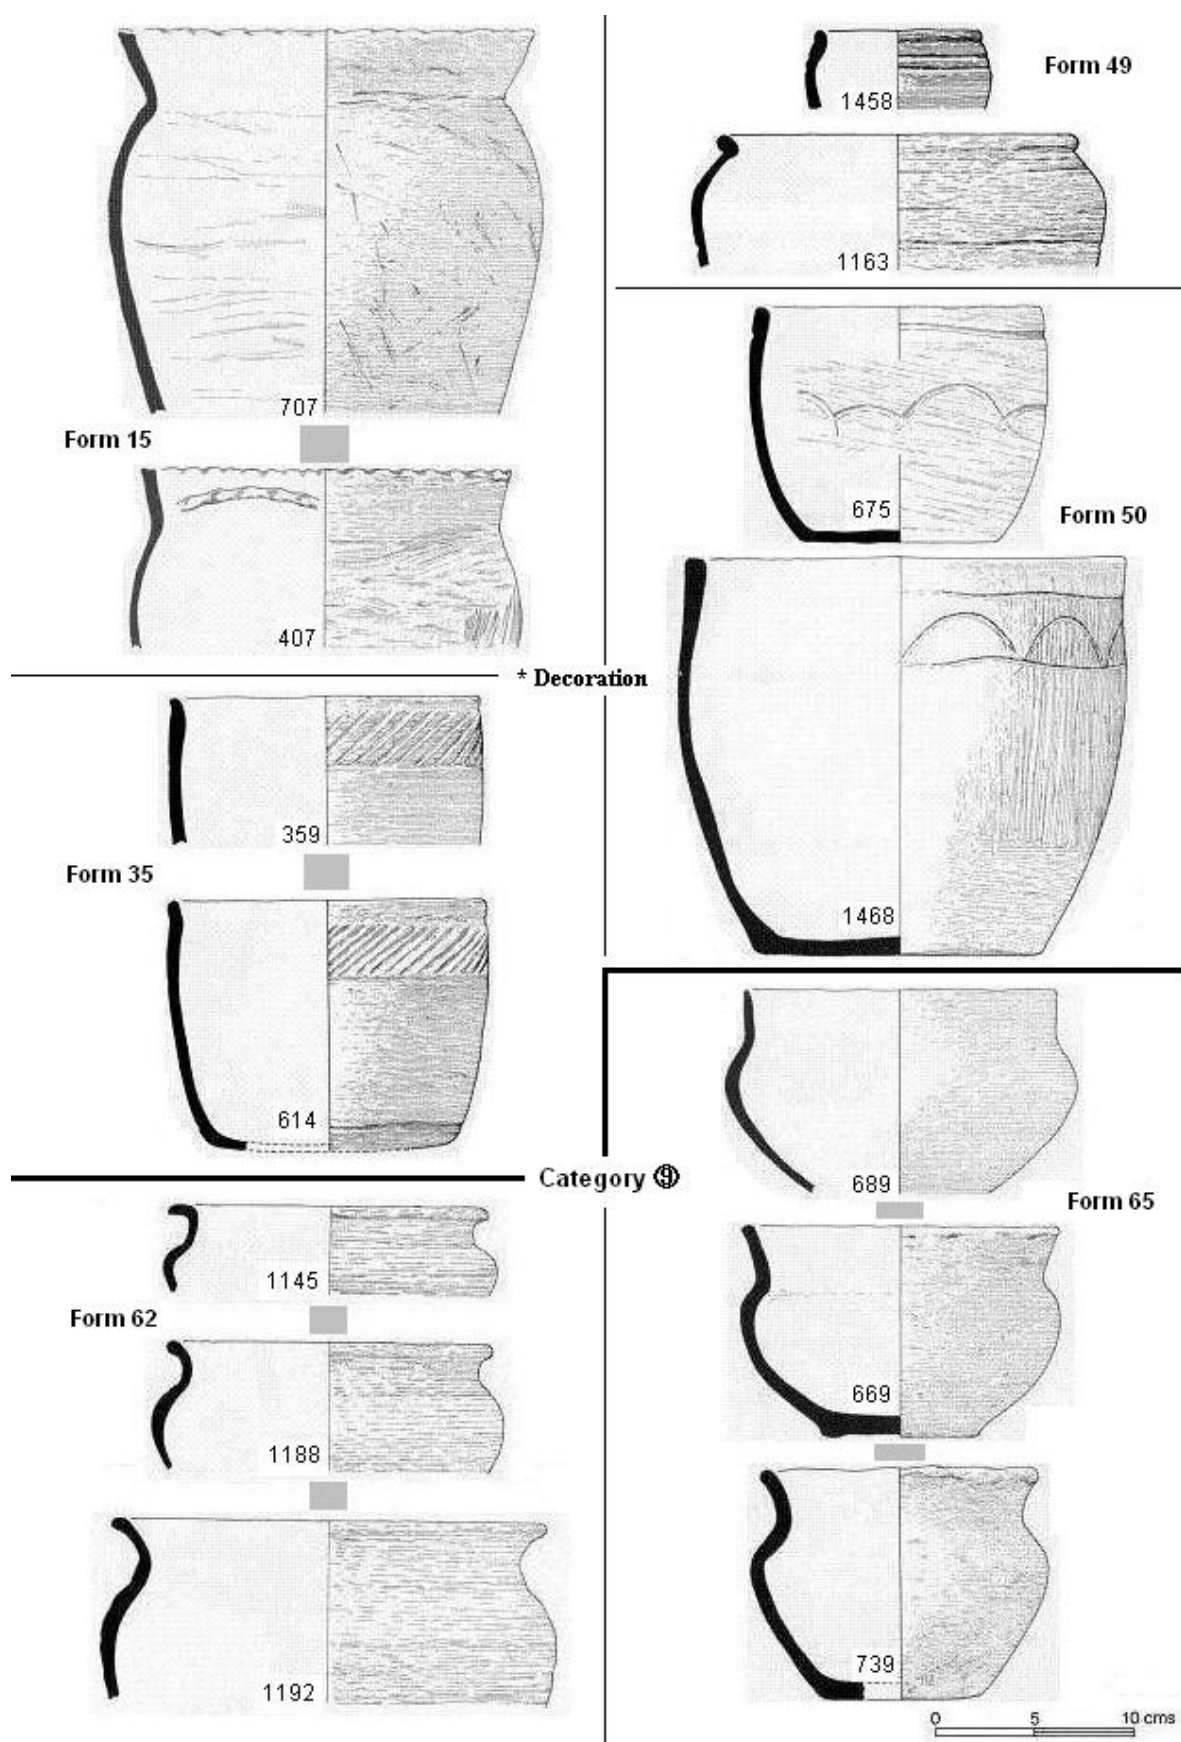 707
Form 15
407
* Decoration
359
Form 35
614
Form 49
1458
1163
675
Form 50
1468
Category ⑨
1145
Form 62
1188
1192
689
Form 65
669
739
0 5 10 cms